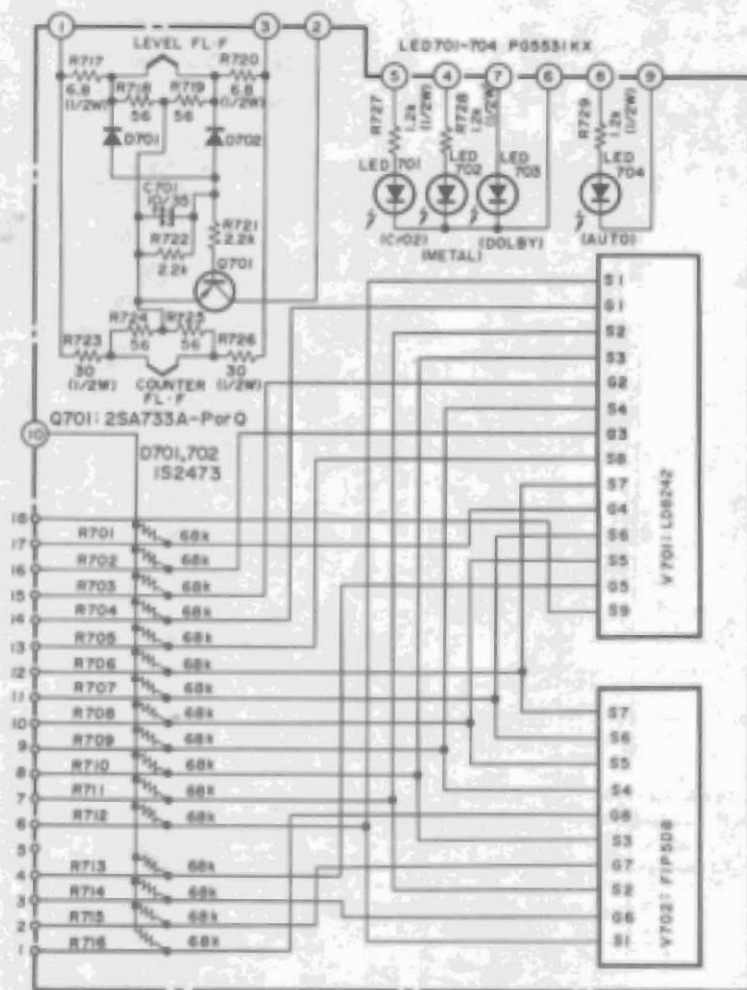 1 3 2
LEVEL FL-F
LED701-704 PG5531KX
R717 R720
6.8 (1/2W) 6.8 (1/2W)
R718 R719
56 56
D701 D702
C701
10/35
R721
2.2k
R722
2.2k
Q701
R724 R725
56 56
R723 R726
30 (1/2W) 30 (1/2W)
COUNTER
FL-F
5 4 7 6 8 9
R727 1.2k (1/2W)
R728 1.2k (1/2W)
R729 1.2k (1/2W)
LED 701
LED 702
LED 703
LED 704
(CrO2)
(METAL)
(DOLBY)
(AUTO)
Q701: 2SA733A-PorQ
10
D701,702
1S2473
18
17 R701 68k
16 R702 68k
15 R703 68k
14 R704 68k
13 R705 68k
12 R706 68k
11 R707 68k
10 R708 68k
9 R709 68k
8 R710 68k
7 R711 68k
6 R712 68k
5
4 R713 68k
3 R714 68k
2 R715 68k
1 R716 68k
S1
G1
S2
S3
G2
S4
G3
S8
S7
G4
S6
S5
G5
S9
V701: LD8242
S7
S6
S5
S4
G8
S3
G7
S2
G6
S1
V702: FIP5D8